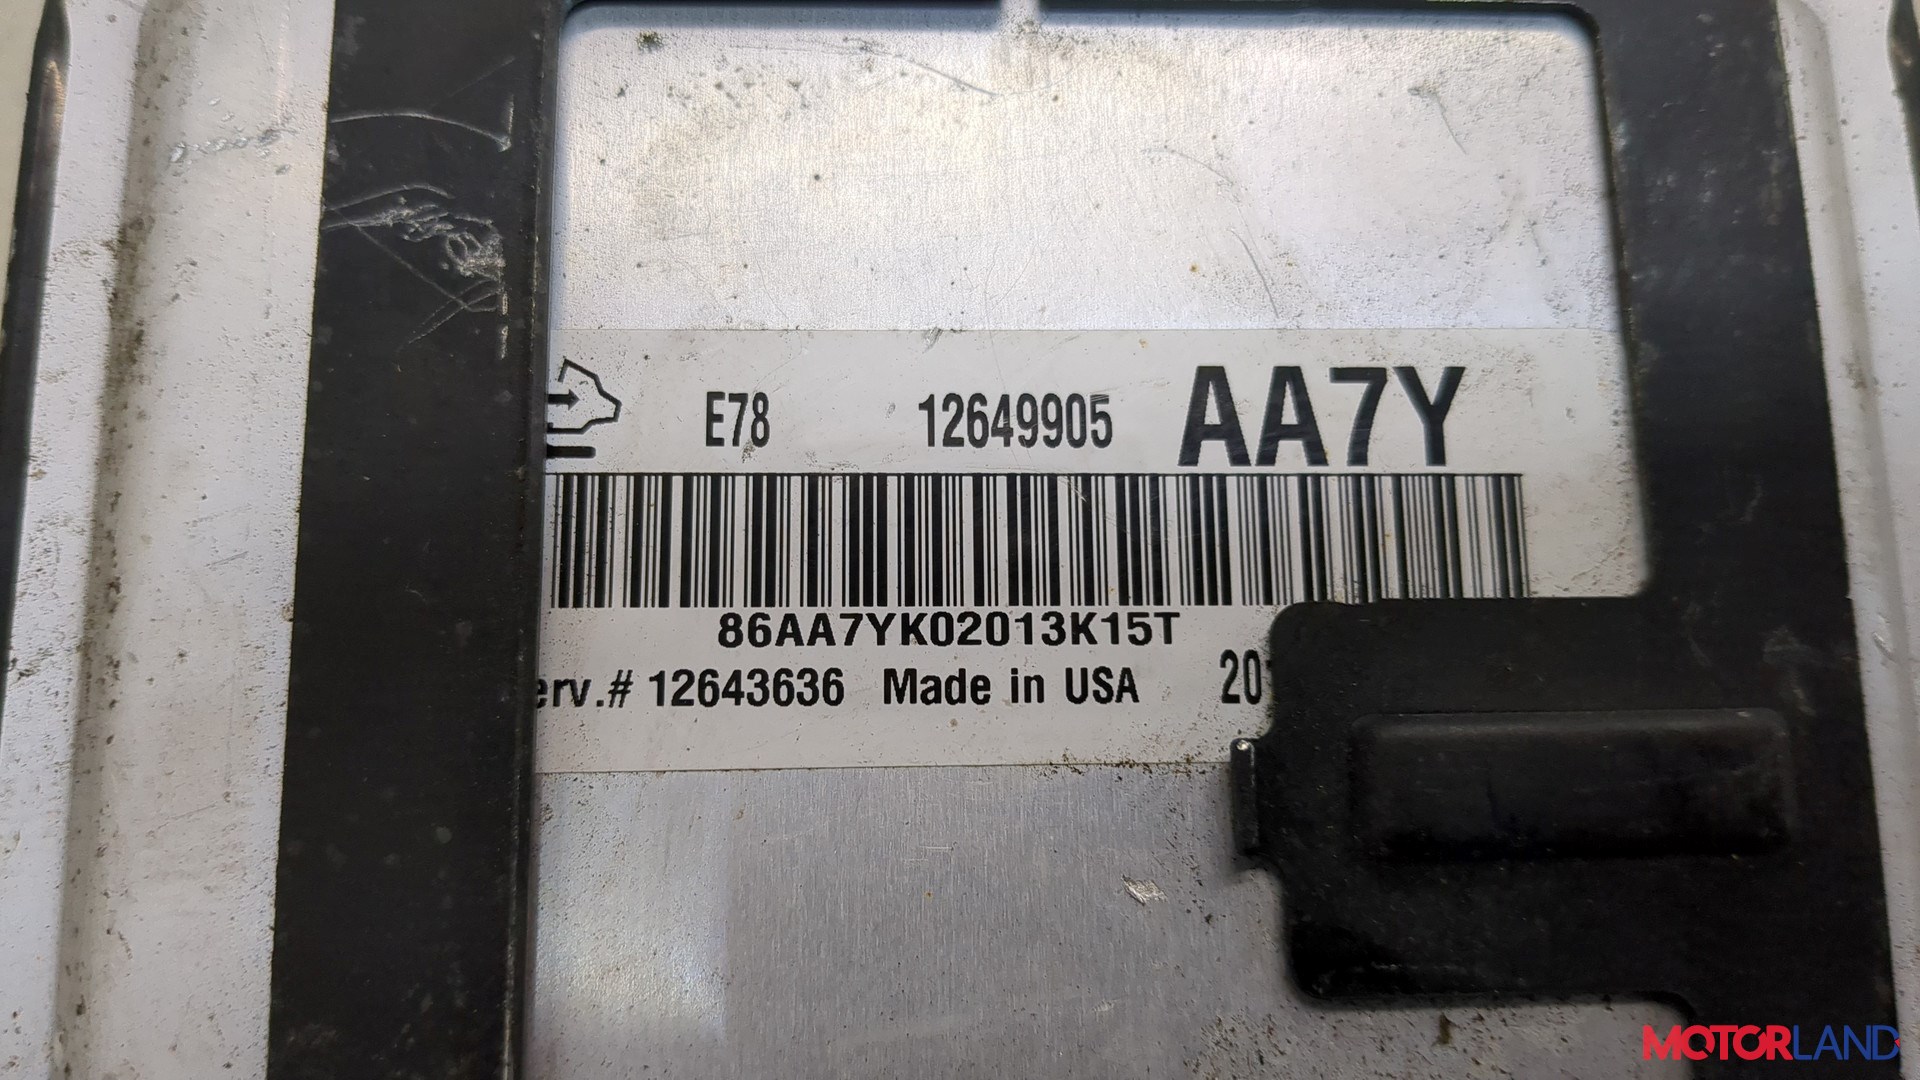 E78 12649905 AA7Y
86AA7YK02013K15T
erv.# 12643636 Made in USA 20
MOTORLAND